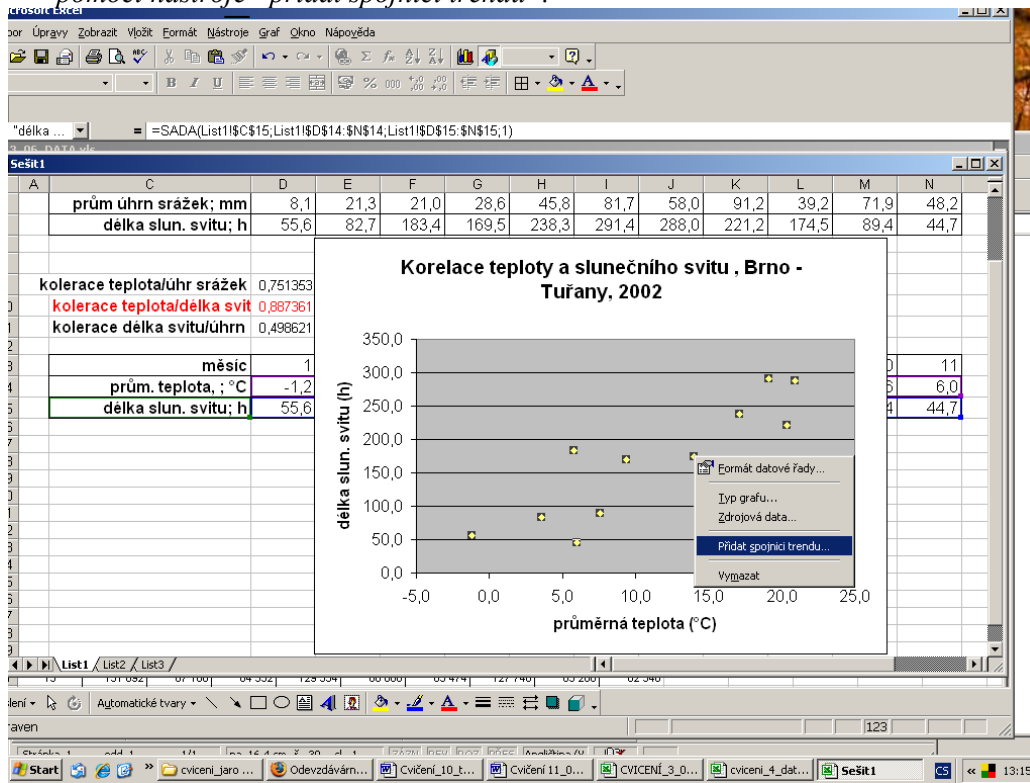 pomocí nástroje "přidat spojnici trendu".
crosoft Excel
bor Úpravy Zobrazit Vložit Formát Nástroje Graf Okno Nápověda
"délka ... = =SADA(List1!$C$15;List1!$D$14:$N$14;List1!$D$15:$N$15;1)
3_06_DATA.xls
Sešit1
A C D E F G H I J K L M N
prům úhrn srážek; mm 8,1 21,3 21,0 28,6 45,8 81,7 58,0 91,2 39,2 71,9 48,2
délka slun. svitu; h 55,6 82,7 183,4 169,5 238,3 291,4 288,0 221,2 174,5 89,4 44,7
kolerace teplota/úhr srážek 0,751353
kolerace teplota/délka svit 0,887361
kolerace délka svitu/úhrn 0,498621
měsíc 1 0 11
prům. teplota, ; °C -1,2 6 6,0
délka slun. svitu; h 55,6 4 44,7
Korelace teploty a slunečního svitu , Brno -
Tuřany, 2002
délka slun. svitu (h)
350,0
300,0
250,0
200,0
150,0
100,0
50,0
0,0
-5,0 0,0 5,0 10,0 15,0 20,0 25,0
průměrná teplota (°C)
Formát datové řady...
Typ grafu...
Zdrojová data...
Přidat spojnici trendu...
Vymazat
List1 List2 List3
slení Automatické tvary
raven 123
Start cviceni_jaro ... Odevzdávárn... Cvičení_10_t... Cvičení 11_0... CVICENÍ_3_0... cviceni_4_dat... Sešit1 CS « 13:15